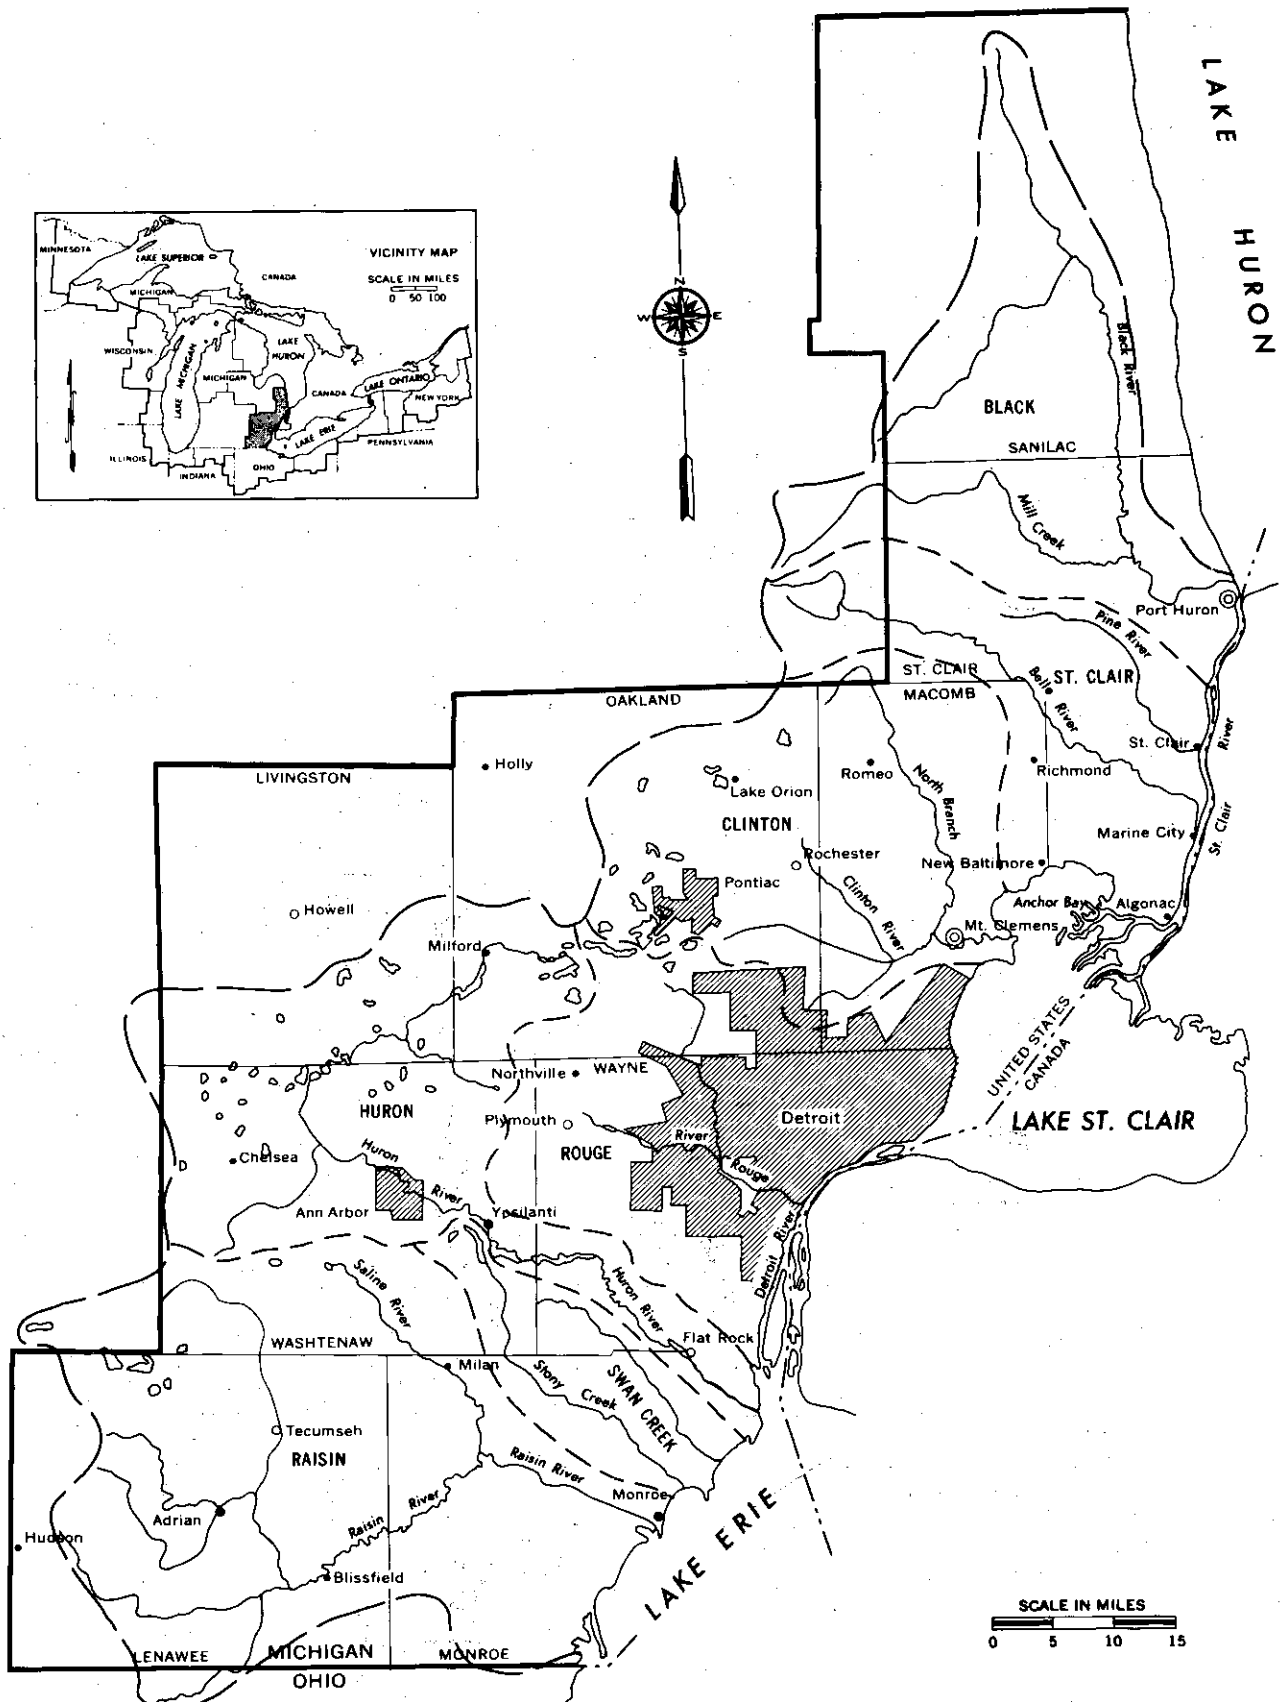 LAKE
HURON
VICINITY MAP
SCALE IN MILES
0 50 100
MINNESOTA
LAKE SUPERIOR
CANADA
MICHIGAN
WISCONSIN
LAKE MICHIGAN
MICHIGAN
LAKE
HURON
CANADA
LAKE ONTARIO
NEW YORK
LAKE ERIE
PENNSYLVANIA
ILLINOIS
INDIANA
OHIO
N
W E
S
Black River
BLACK
SANILAC
Mill Creek
Port Huron
Pine River
ST. CLAIR
ST. CLAIR
MACOMB
Belle River
OAKLAND
St. Clair
St. Clair River
LIVINGSTON
Holly
Lake Orion
Romeo
Richmond
North Branch
CLINTON
Marine City
Rochester
New Baltimore
Pontiac
Clinton River
Anchor Bay
Algonac
Mt. Clemens
Howell
Milford
UNITED STATES
CANADA
Northville
WAYNE
HURON
Plymouth
Detroit
LAKE ST. CLAIR
ROUGE
River Rouge
Chelsea
Huron River
Ann Arbor
Ypsilanti
Detroit River
Saline River
Huron River
Flat Rock
WASHTENAW
Milan
Stony Creek
SWAN CREEK
Tecumseh
RAISIN
Raisin River
Monroe
Adrian
Raisin River
Hudson
Blissfield
LAKE ERIE
LENAWEE
MICHIGAN
MONROE
OHIO
SCALE IN MILES
0 5 10 15